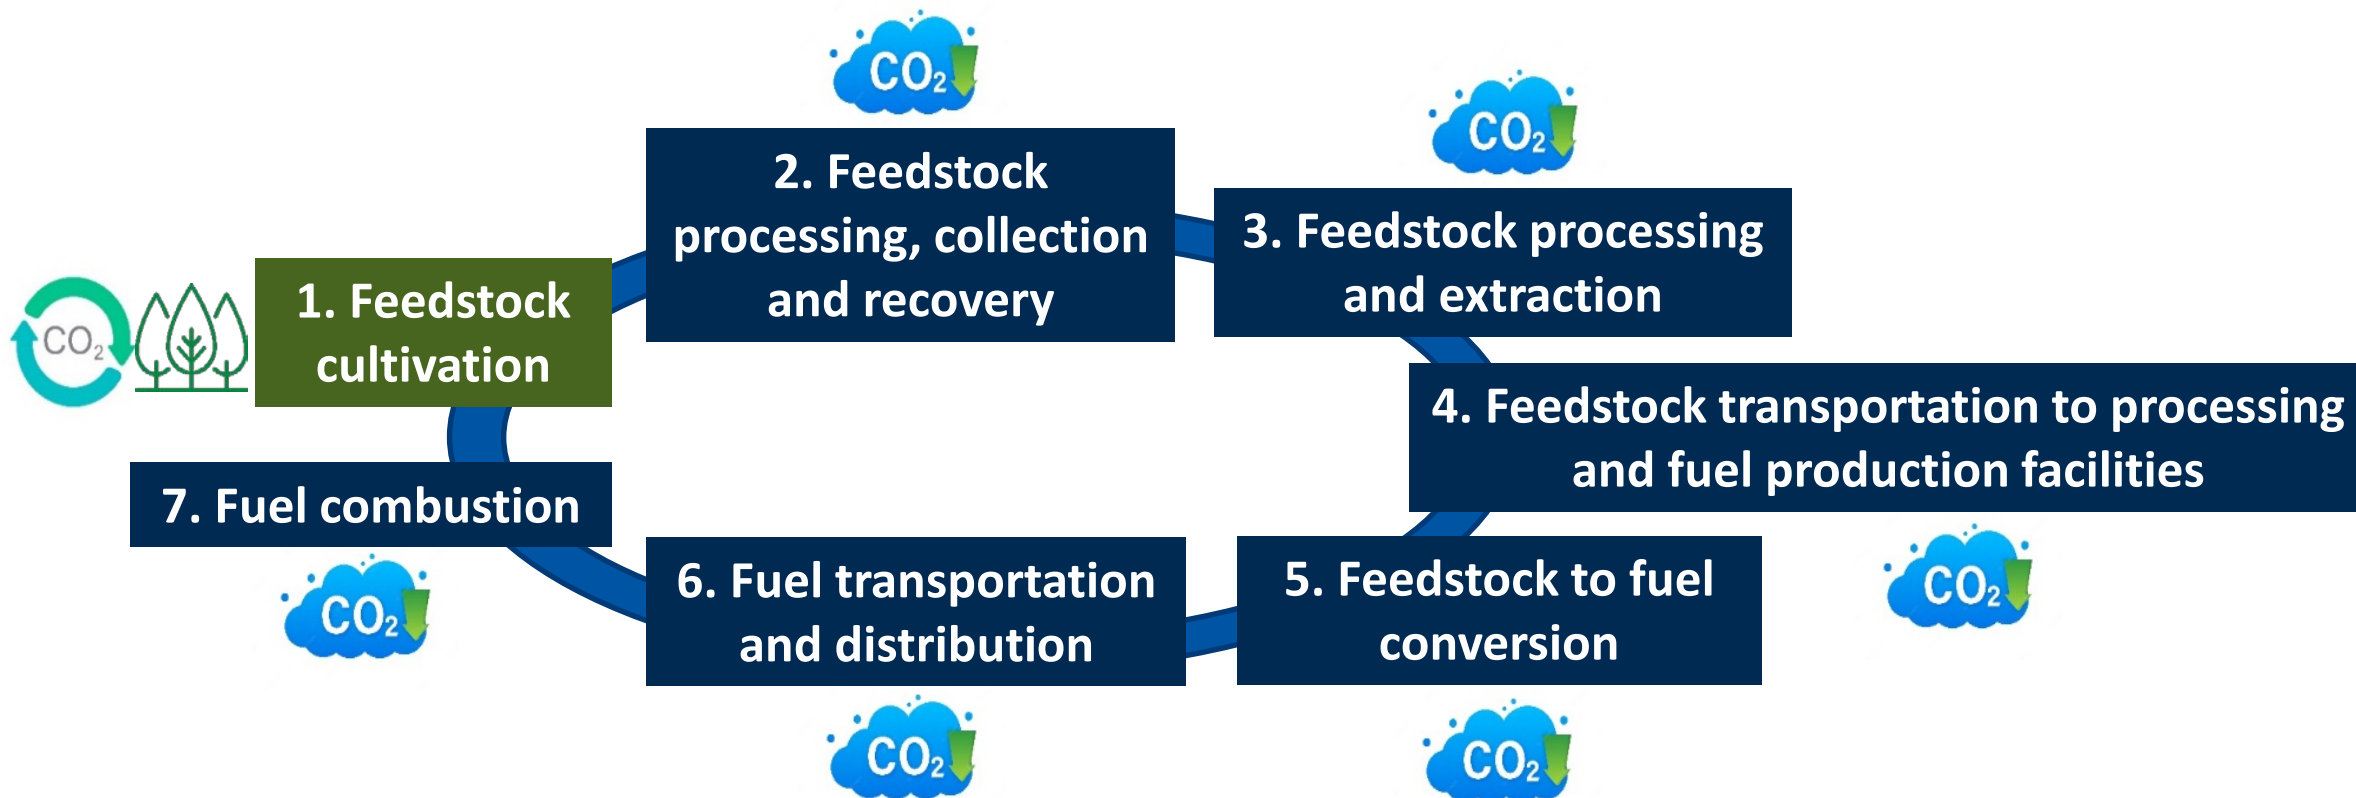 CO₂
1. Feedstock
cultivation
CO₂
2. Feedstock
processing, collection
and recovery
CO₂
3. Feedstock processing
and extraction
4. Feedstock transportation to processing
and fuel production facilities
CO₂
5. Feedstock to fuel
conversion
CO₂
6. Fuel transportation
and distribution
CO₂
7. Fuel combustion
CO₂